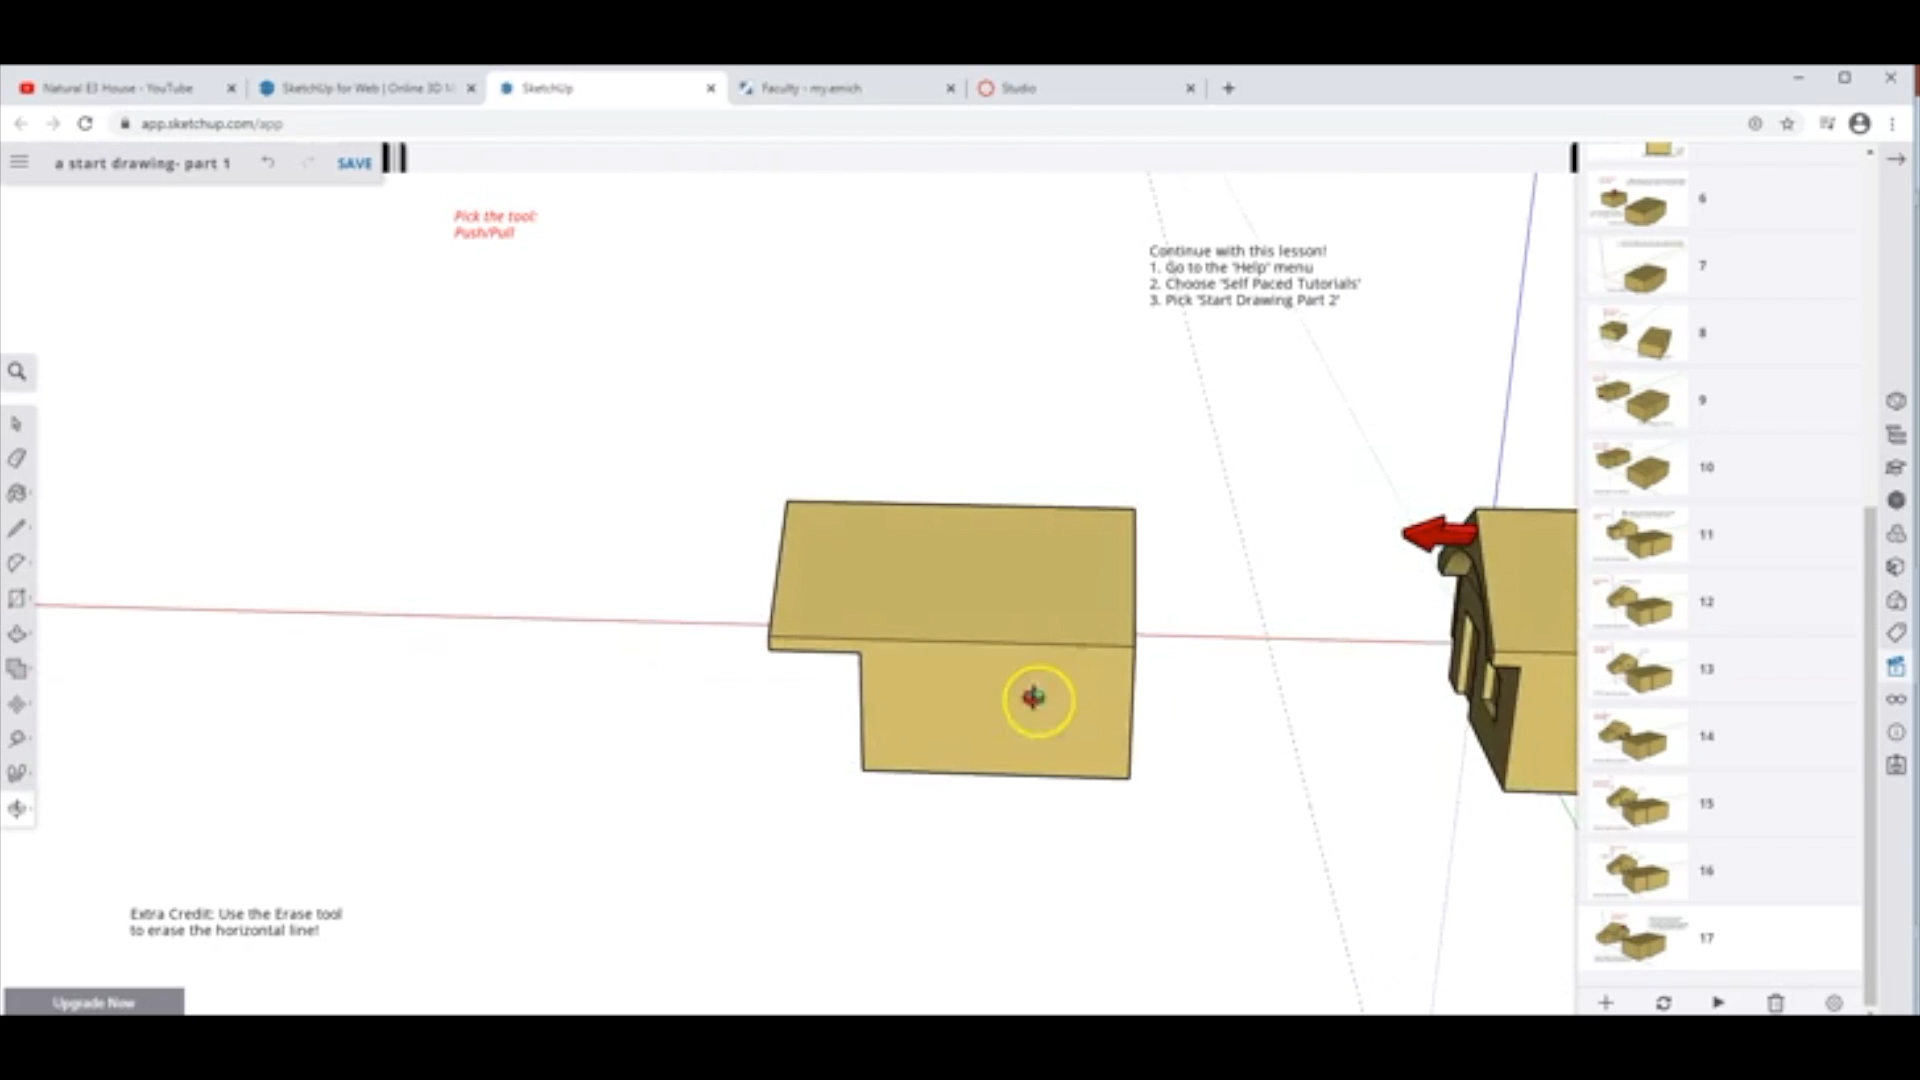 Natural EI House - YouTube
SketchUp for Web | Online 3D M
SketchUp
Faculty - my.emich
Studio
app.sketchup.com/app
a start drawing- part 1
SAVE
Pick the tool:
Push/Pull
Continue with this lesson!
1. Go to the 'Help' menu
2. Choose 'Self Paced Tutorials'
3. Pick 'Start Drawing Part 2'
6
7
8
9
10
11
12
13
14
15
16
17
Extra Credit: Use the Erase tool
to erase the horizontal line!
Upgrade Now